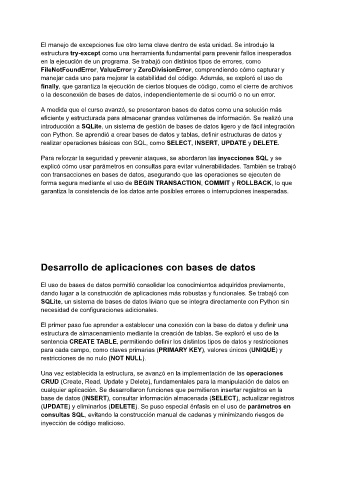 El manejo de excepciones fue otro tema clave dentro de esta unidad. Se introdujo la
estructura try-except como una herramienta fundamental para prevenir fallos inesperados
en la ejecución de un programa. Se trabajó con distintos tipos de errores, como
FileNotFoundError, ValueError y ZeroDivisionError, comprendiendo cómo capturar y
manejar cada uno para mejorar la estabilidad del código. Además, se exploró el uso de
finally, que garantiza la ejecución de ciertos bloques de código, como el cierre de archivos
o la desconexión de bases de datos, independientemente de si ocurrió o no un error.
A medida que el curso avanzó, se presentaron bases de datos como una solución más
eficiente y estructurada para almacenar grandes volúmenes de información. Se realizó una
introducción a SQLite, un sistema de gestión de bases de datos ligero y de fácil integración
con Python. Se aprendió a crear bases de datos y tablas, definir estructuras de datos y
realizar operaciones básicas con SQL, como SELECT, INSERT, UPDATE y DELETE.
Para reforzar la seguridad y prevenir ataques, se abordaron las inyecciones SQL y se
explicó cómo usar parámetros en consultas para evitar vulnerabilidades. También se trabajó
con transacciones en bases de datos, asegurando que las operaciones se ejecuten de
forma segura mediante el uso de BEGIN TRANSACTION, COMMIT y ROLLBACK, lo que
garantiza la consistencia de los datos ante posibles errores o interrupciones inesperadas.
Desarrollo de aplicaciones con bases de datos
El uso de bases de datos permitió consolidar los conocimientos adquiridos previamente,
dando lugar a la construcción de aplicaciones más robustas y funcionales. Se trabajó con
SQLite, un sistema de bases de datos liviano que se integra directamente con Python sin
necesidad de configuraciones adicionales.
El primer paso fue aprender a establecer una conexión con la base de datos y definir una
estructura de almacenamiento mediante la creación de tablas. Se exploró el uso de la
sentencia CREATE TABLE, permitiendo definir los distintos tipos de datos y restricciones
para cada campo, como claves primarias (PRIMARY KEY), valores únicos (UNIQUE) y
restricciones de no nulo (NOT NULL).
Una vez establecida la estructura, se avanzó en la implementación de las operaciones
CRUD (Create, Read, Update y Delete), fundamentales para la manipulación de datos en
cualquier aplicación. Se desarrollaron funciones que permitieron insertar registros en la
base de datos (INSERT), consultar información almacenada (SELECT), actualizar registros
(UPDATE) y eliminarlos (DELETE). Se puso especial énfasis en el uso de parámetros en
consultas SQL, evitando la construcción manual de cadenas y minimizando riesgos de
inyección de código malicioso.